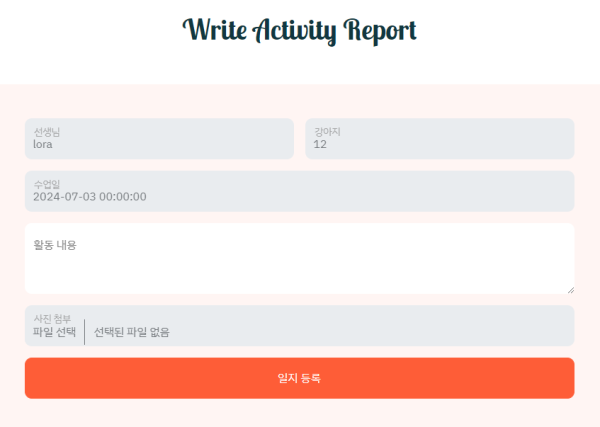 Write Activity Report
선생님
lora
강아지
12
수업일
2024-07-03 00:00:00
활동 내용
사진 첨부
파일 선택 선택된 파일 없음
일지 등록